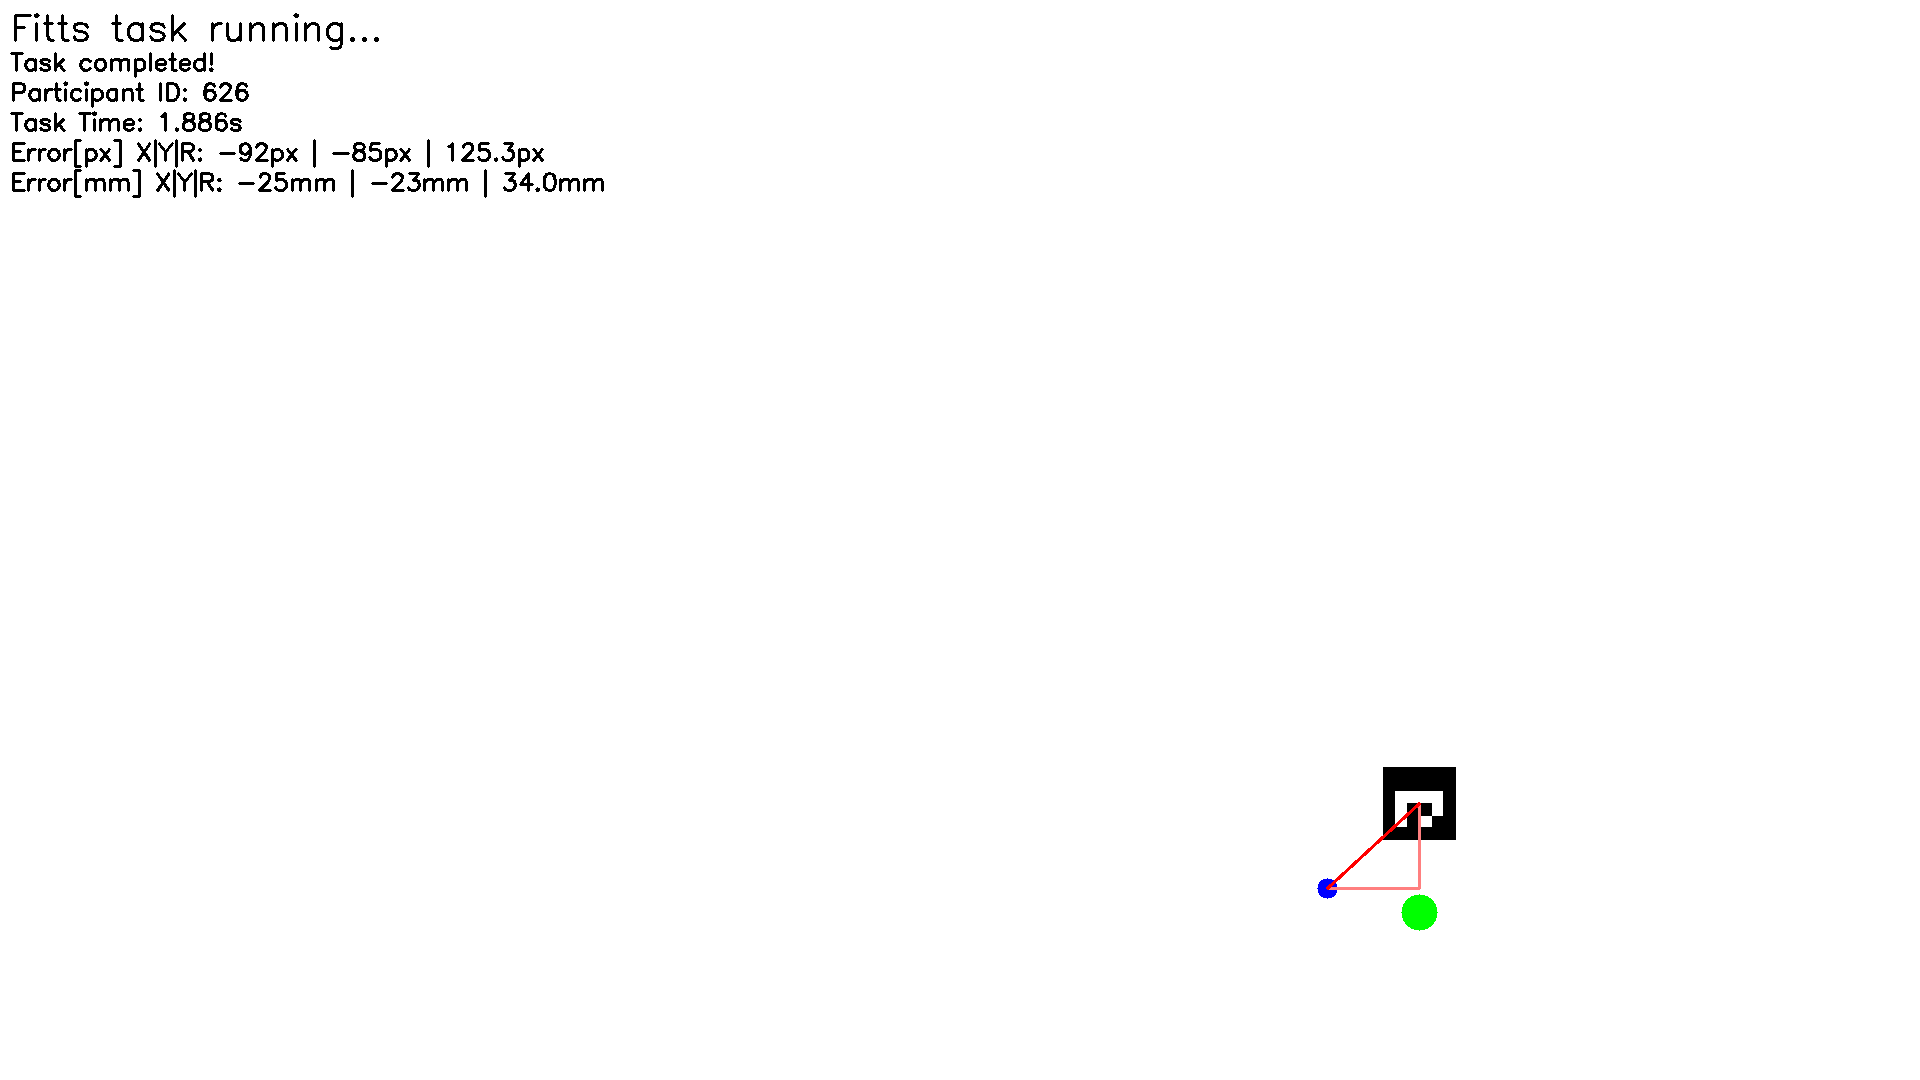 Fitts task running...
Task completed!
Participant ID: 626
Task Time: 1.886s
Error[px] X|Y|R: -92px | -85px | 125.3px
Error[mm] X|Y|R: -25mm | -23mm | 34.0mm